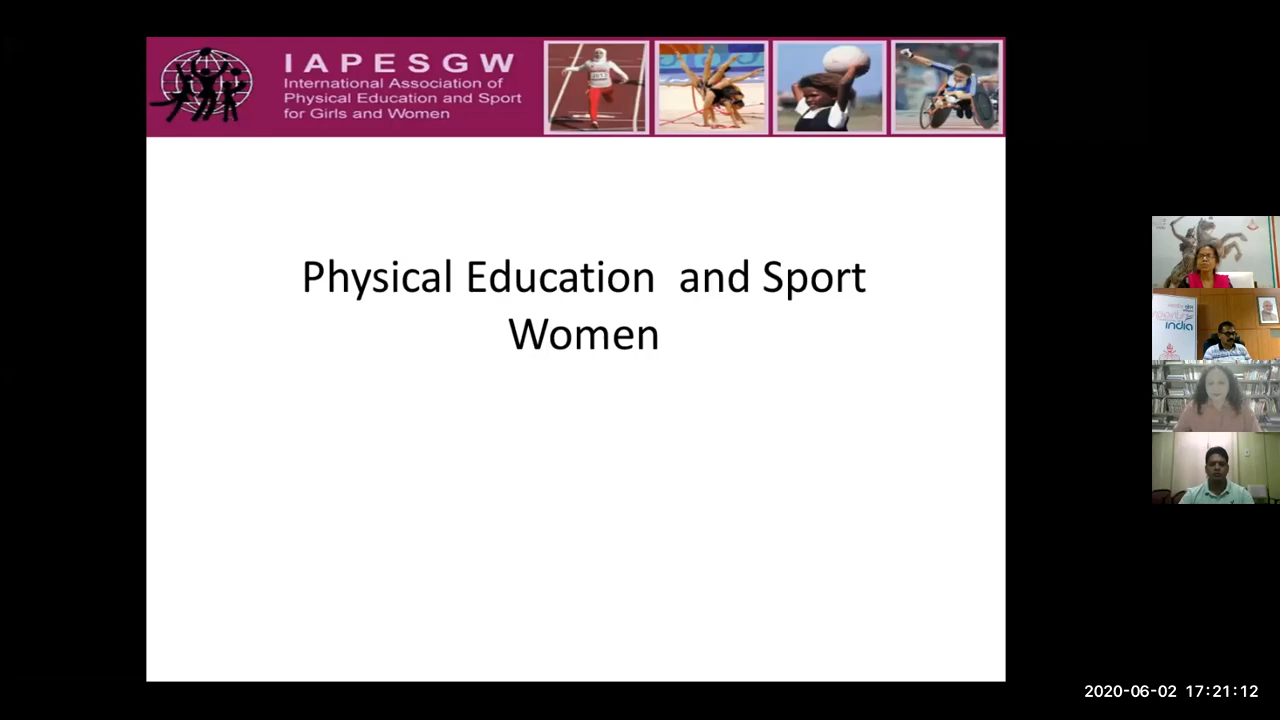 IAPESGW
International Association of
Physical Education and Sport
for Girls and Women
Physical Education and Sport
Women
india
2020-06-02 17:21:12